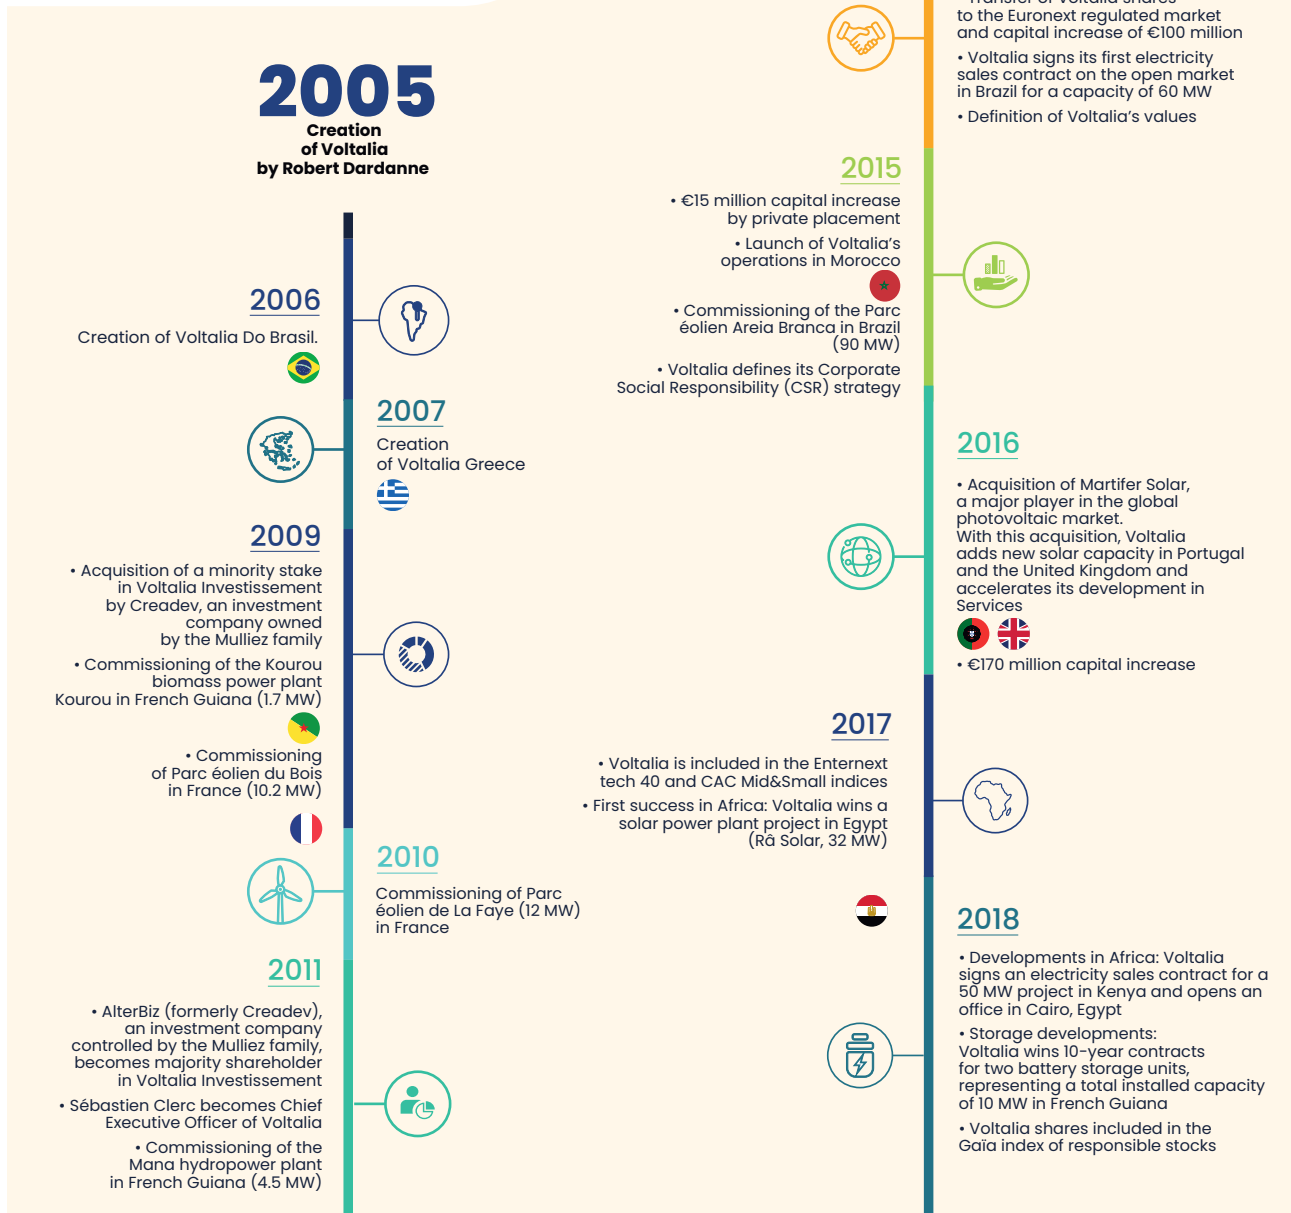 2005
Creation
of Voltalia
by Robert Dardanne
2006
Creation of Voltalia Do Brasil.
2007
Creation
of Voltalia Greece
2009
• Acquisition of a minority stake
in Voltalia Investissement
by Creadev, an investment
company owned
by the Mulliez family
• Commissioning of the Kourou
biomass power plant
Kourou in French Guiana (1.7 MW)
• Commissioning
of Parc éolien du Bois
in France (10.2 MW)
2010
Commissioning of Parc
éolien de La Faye (12 MW)
in France
2011
• AlterBiz (formerly Creadev),
an investment company
controlled by the Mulliez family,
becomes majority shareholder
in Voltalia Investissement
• Sébastien Clerc becomes Chief
Executive Officer of Voltalia
• Commissioning of the
Mana hydropower plant
in French Guiana (4.5 MW)
• Transfer of Voltalia shares
to the Euronext regulated market
and capital increase of €100 million
• Voltalia signs its first electricity
sales contract on the open market
in Brazil for a capacity of 60 MW
• Definition of Voltalia’s values
2015
• €15 million capital increase
by private placement
• Launch of Voltalia’s
operations in Morocco
• Commissioning of the Parc
éolien Areia Branca in Brazil
(90 MW)
• Voltalia defines its Corporate
Social Responsibility (CSR) strategy
2016
• Acquisition of Martifer Solar,
a major player in the global
photovoltaic market.
With this acquisition, Voltalia
adds new solar capacity in Portugal
and the United Kingdom and
accelerates its development in
Services
• €170 million capital increase
2017
• Voltalia is included in the Enternext
tech 40 and CAC Mid&Small indices
• First success in Africa: Voltalia wins a
solar power plant project in Egypt
(Râ Solar, 32 MW)
2018
• Developments in Africa: Voltalia
signs an electricity sales contract for a
50 MW project in Kenya and opens an
office in Cairo, Egypt
• Storage developments:
Voltalia wins 10-year contracts
for two battery storage units,
representing a total installed capacity
of 10 MW in French Guiana
• Voltalia shares included in the
Gaïa index of responsible stocks